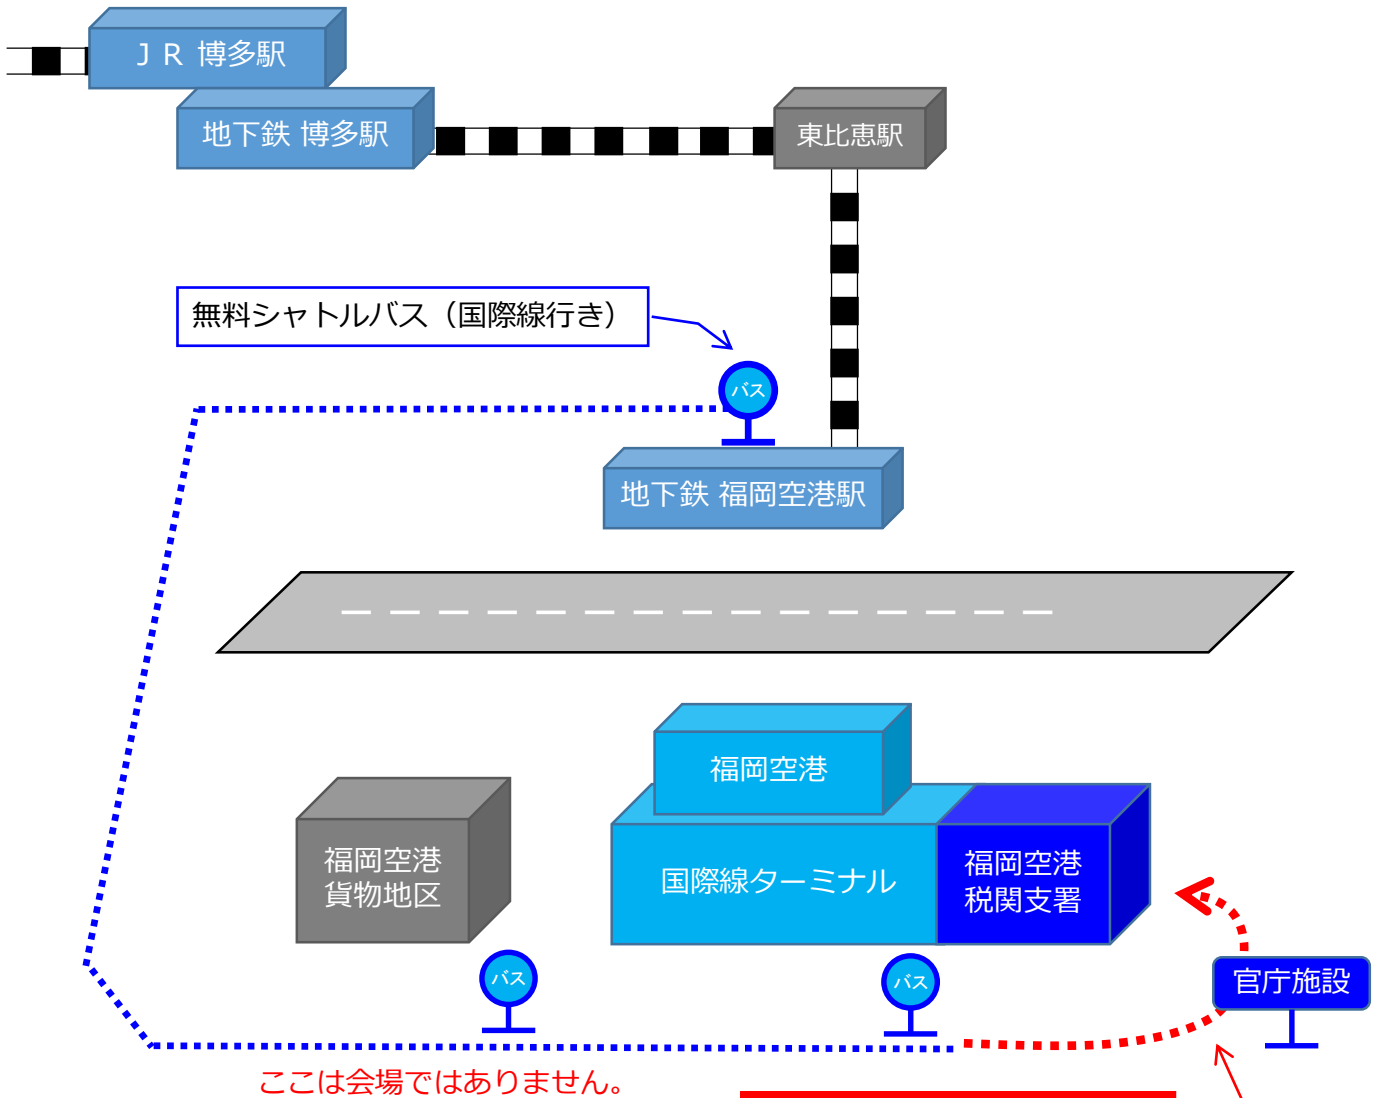 ＪＲ 博多駅
地下鉄 博多駅
東比恵駅
無料シャトルバス（国際線行き）
バス
地下鉄 福岡空港駅
福岡空港
福岡空港
貨物地区
国際線ターミナル
福岡空港
税関支署
バス
バス
官庁施設
ここは会場ではありません。